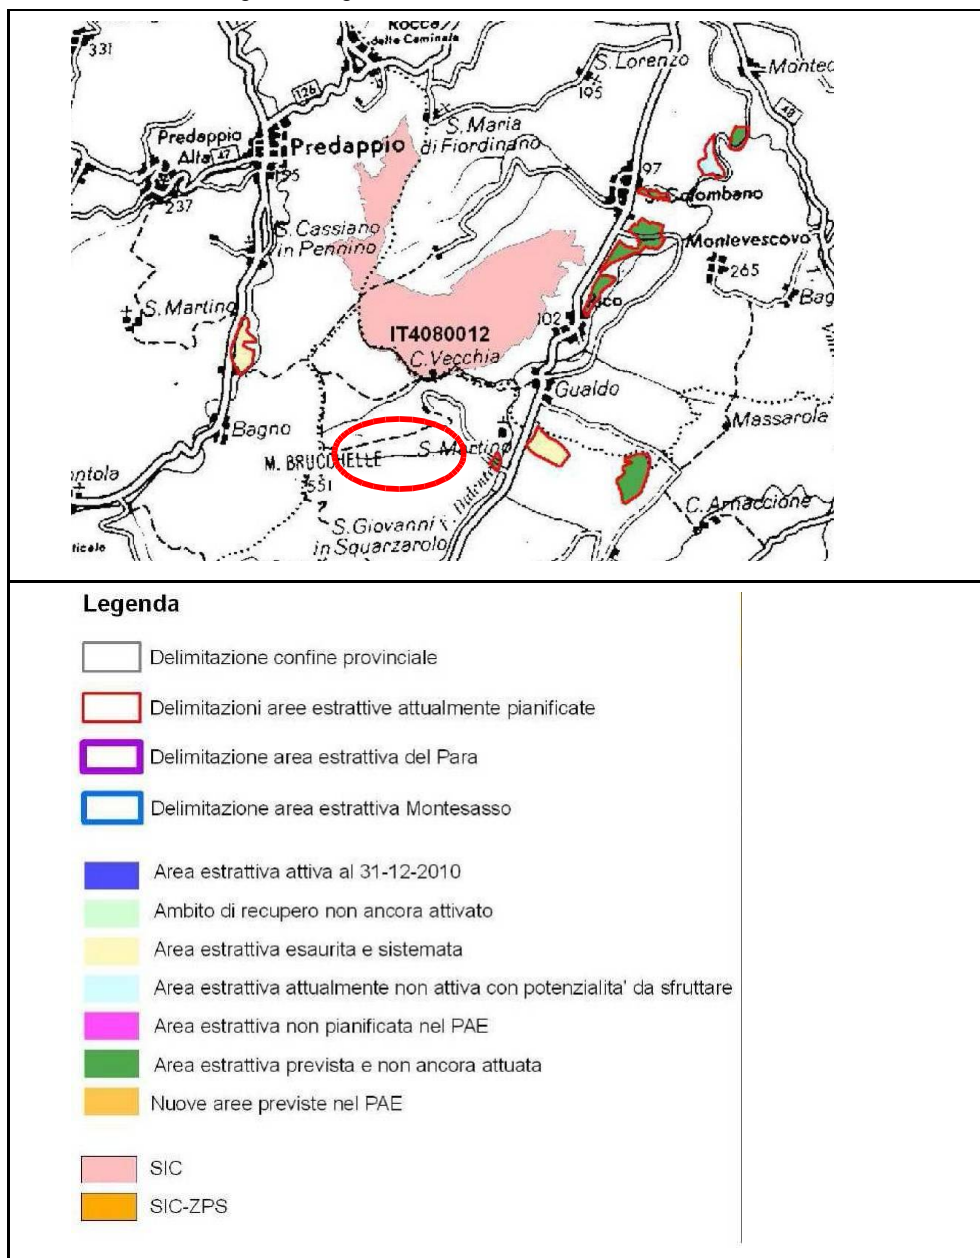 ROCCA
331
delle Caminate
S. Lorenzo
Montec
126
195
48
S. Maria
di Fiordinano
Predappio
Alta
47
Predappio
97
195
S. Colombano
237
S. Cassiano
in Pennino
Montevescovo
265
Bag
S. Martino
Rico
102
IT4080012
C. Vecchia
Gualdo
Massarola
Bagno
S. Martino
M. BRUCCHELLE
ntola
551
C. Arnaccione
S. Giovanni
in Squarzarolo
ticale
Legenda
Delimitazione confine provinciale
Delimitazioni aree estrattive attualmente pianificate
Delimitazione area estrattiva del Para
Delimitazione area estrattiva Montesasso
Area estrattiva attiva al 31-12-2010
Ambito di recupero non ancora attivato
Area estrattiva esaurita e sistemata
Area estrattiva attualmente non attiva con potenzialita' da sfruttare
Area estrattiva non pianificata nel PAE
Area estrattiva prevista e non ancora attuata
Nuove aree previste nel PAE
SIC
SIC-ZPS